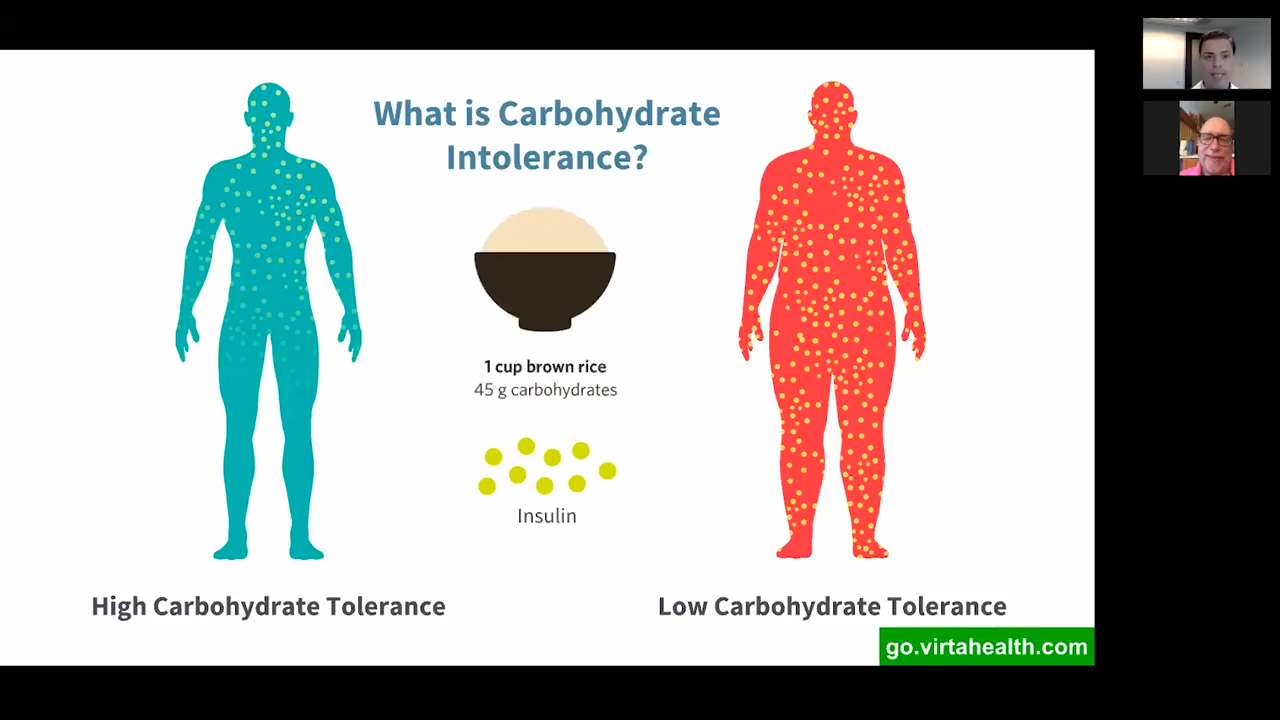 What is Carbohydrate
Intolerance?
1 cup brown rice
45 g carbohydrates
Insulin
High Carbohydrate Tolerance
Low Carbohydrate Tolerance
go.virtahealth.com